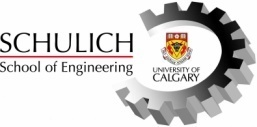 SCHULICH
School of Engineering
UNIVERSITY OF
CALGARY